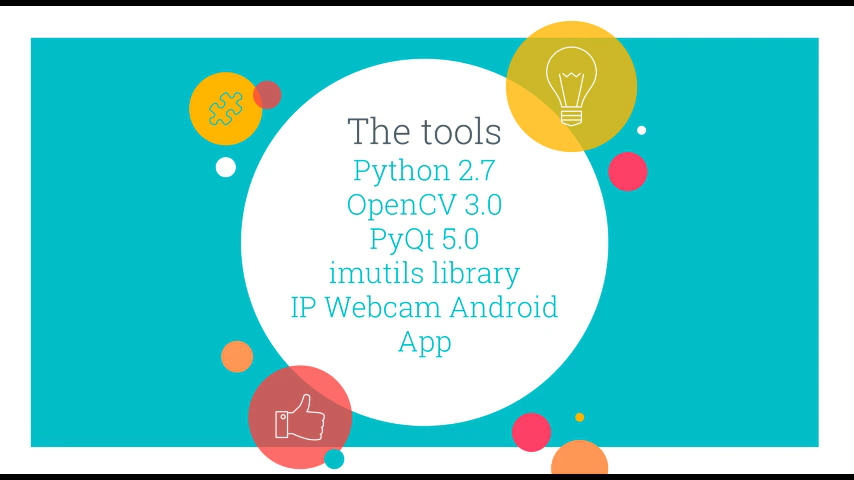 The tools
Python 2.7
OpenCV 3.0
PyQt 5.0
imutils library
IP Webcam Android
App